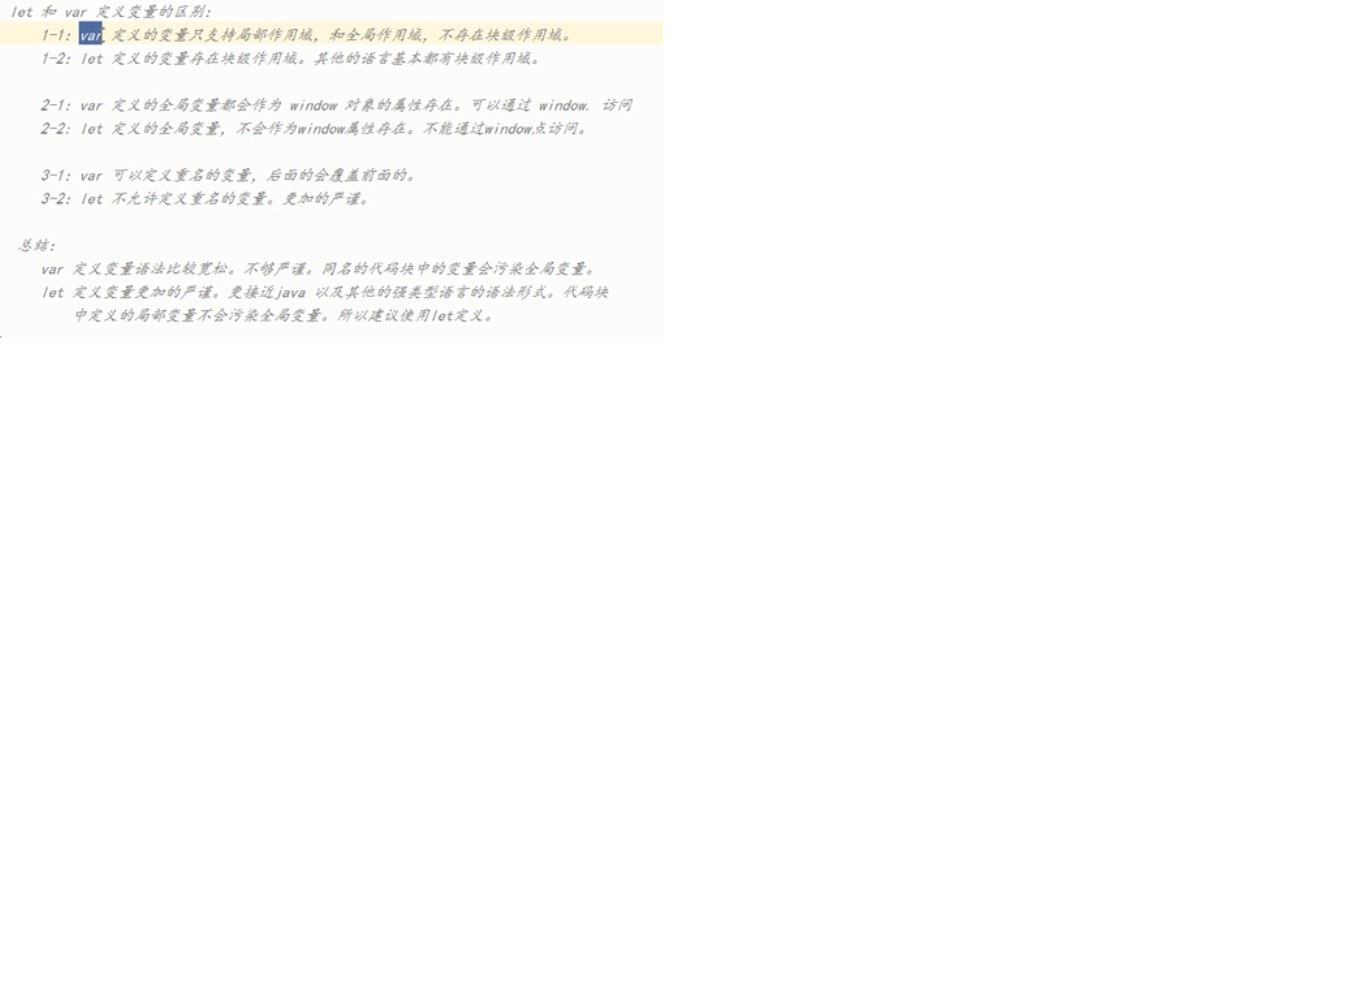 let 和 var 定义变量的区别:
1-1: var 定义的变量只支持局部作用域，和全局作用域，不存在块级作用域。
1-2: let 定义的变量存在块级作用域。其他的语言基本都有块级作用域。
2-1: var 定义的全局变量都会作为 window 对象的属性存在。可以通过 window. 访问
2-2: let 定义的全局变量，不会作为window属性存在。不能通过window点访问。
3-1: var 可以定义重名的变量，后面的会覆盖前面的。
3-2: let 不允许定义重名的变量。更加的严谨。
总结:
var 定义变量语法比较宽松。不够严谨。同名的代码块中的变量会污染全局变量。
let 定义变量更加的严谨。更接近java 以及其他的强类型语言的语法形式。代码块
中定义的局部变量不会污染全局变量。所以建议使用let定义。